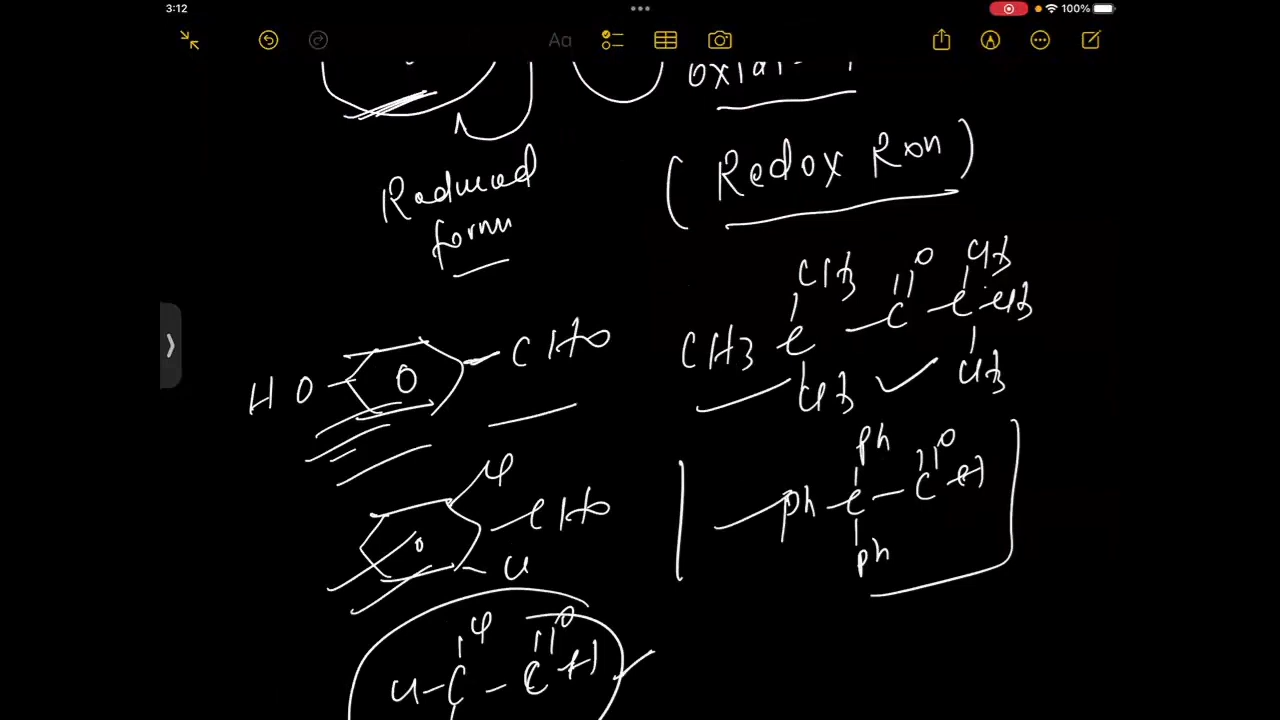 3:12
100%
Aa
(Redox Rxn)
Reduced
form
CH3 O CH3
CH3 C C C CH3
CH3 CH3
HO CHO
Ph O
Ph C C H
Ph
Cl
CHO
Cl
Cl O
Cl C C H